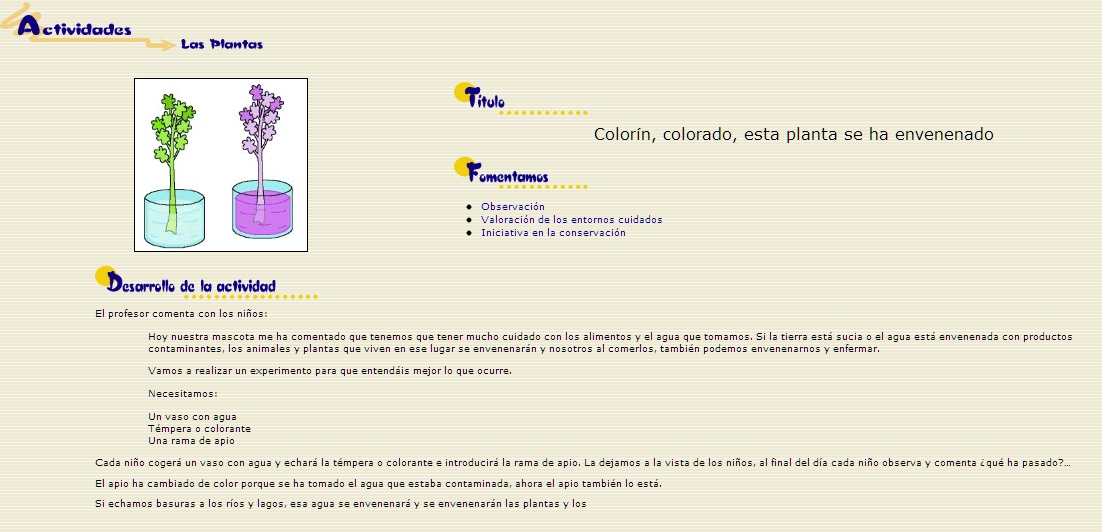 Actividades
Las Plantas
Título
Colorín, colorado, esta planta se ha envenenado
Fomentamos
Observación
Valoración de los entornos cuidados
Iniciativa en la conservación
Desarrollo de la actividad
El profesor comenta con los niños:
Hoy nuestra mascota me ha comentado que tenemos que tener mucho cuidado con los alimentos y el agua que tomamos. Si la tierra está sucia o el agua está envenenada con productos
contaminantes, los animales y plantas que viven en ese lugar se envenenarán y nosotros al comerlos, también podemos envenenarnos y enfermar.
Vamos a realizar un experimento para que entendáis mejor lo que ocurre.
Necesitamos:
Un vaso con agua
Témpera o colorante
Una rama de apio
Cada niño cogerá un vaso con agua y echará la témpera o colorante e introducirá la rama de apio. La dejamos a la vista de los niños, al final del día cada niño observa y comenta ¿qué ha pasado?...
El apio ha cambiado de color porque se ha tomado el agua que estaba contaminada, ahora el apio también lo está.
Si echamos basuras a los ríos y lagos, esa agua se envenenará y se envenenarán las plantas y los